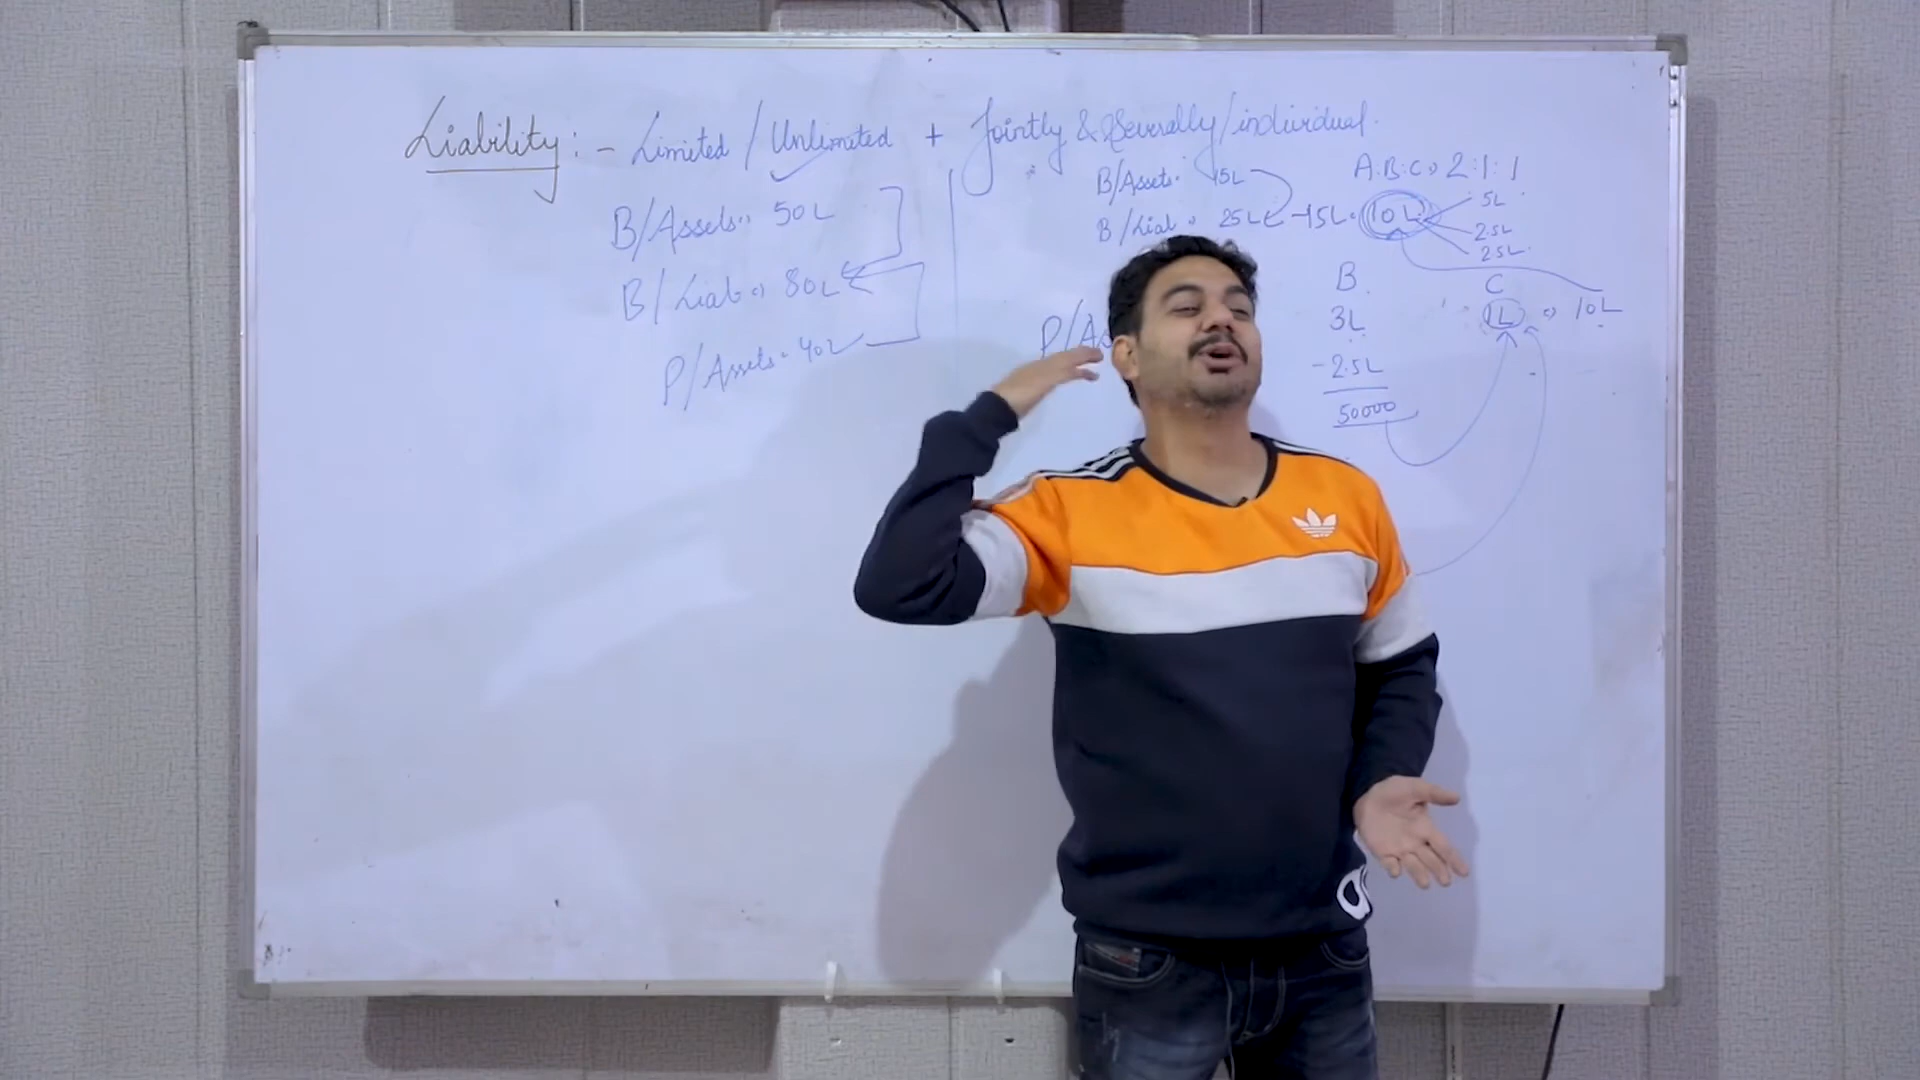 Liability : - Limited / Unlimited + Jointly & Severally / individual.
B/Assets = 50L
B/Liab = 80L
P/Assets = 40L
B/Assets = 15L
B/Liab = 25L - 15L = 10L
A:B:C = 2:1:1
5L
2.5L
2.5L
P/As
B
3L
-2.5L
50000
C
1L = 10L